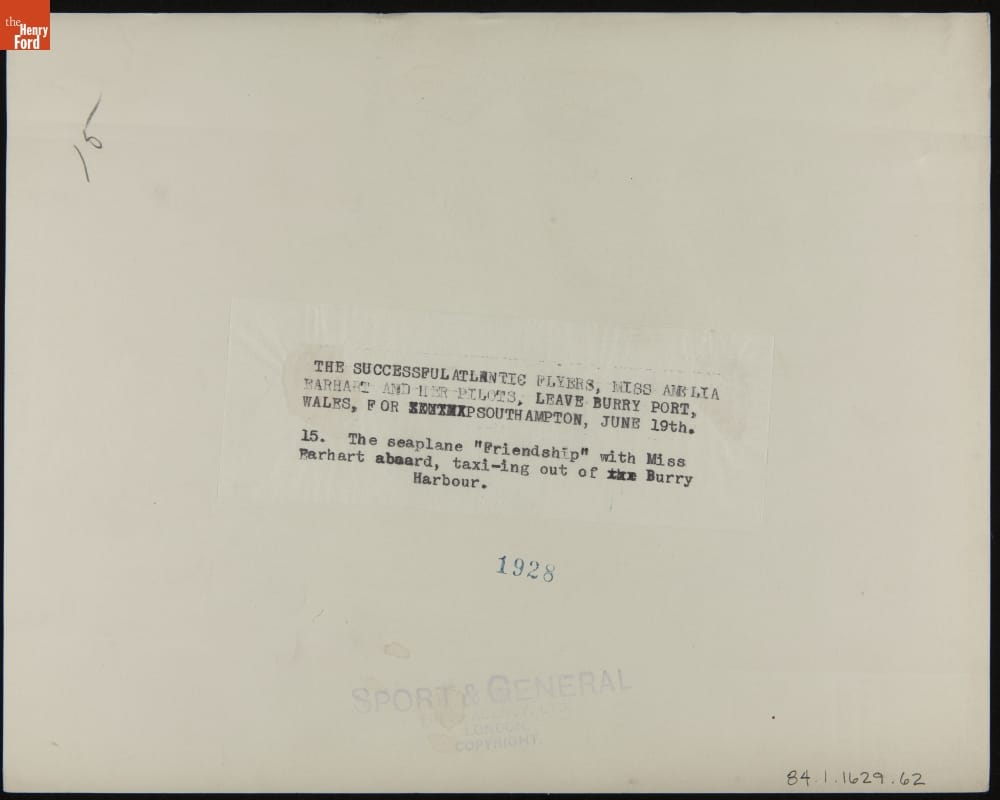 the
Henry
Ford
15
THE SUCCESSFUL ATLANTIC FLYERS, MISS AMELIA
EARHART AND HER PILOTS, LEAVE BURRY PORT,
WALES, FOR SOUTHAMPTON, JUNE 19th.
15. The seaplane "Friendship" with Miss
Earhart aboard, taxi-ing out of Burry
Harbour.
1928
SPORT & GENERAL
LONDON.
COPYRIGHT.
84.1.1629.62